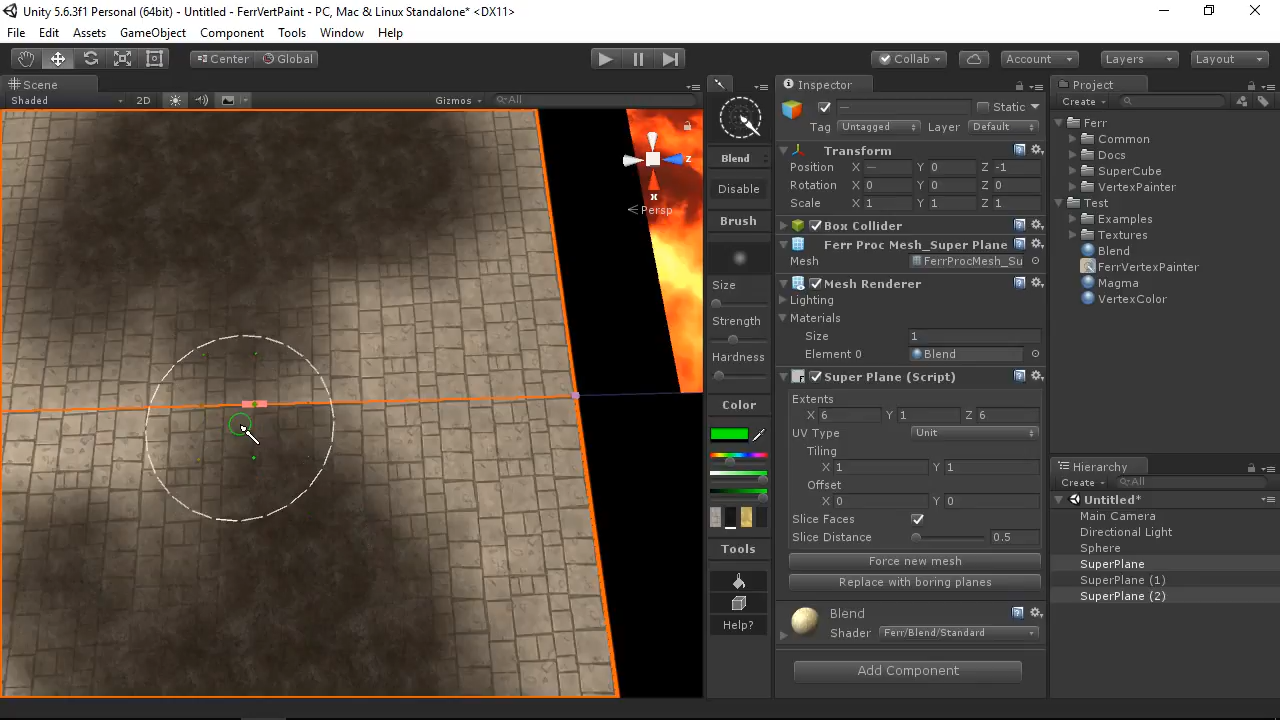 Unity 5.6.3f1 Personal (64bit) - Untitled - FerrVertPaint - PC, Mac & Linux Standalone* <DX11>
File Edit Assets GameObject Component Tools Window Help
Center Global Collab Account Layers Layout
Scene
Shaded 2D Gizmos All
z
x
Persp
Blend
Disable
Brush
Size
Strength
Hardness
Color
Tools
Help?
Inspector
— Static
Tag Untagged Layer Default
Transform
Position X — Y 0 Z -1
Rotation X 0 Y 0 Z 0
Scale X 1 Y 1 Z 1
Box Collider
Ferr Proc Mesh_Super Plane
Mesh FerrProcMesh_Su
Mesh Renderer
Lighting
Materials
Size 1
Element 0 Blend
Super Plane (Script)
Extents
X 6 Y 1 Z 6
UV Type Unit
Tiling
X 1 Y 1
Offset
X 0 Y 0
Slice Faces
Slice Distance 0.5
Force new mesh
Replace with boring planes
Blend
Shader Ferr/Blend/Standard
Add Component
Project
Create
Ferr
Common
Docs
SuperCube
VertexPainter
Test
Examples
Textures
Blend
FerrVertexPainter
Magma
VertexColor
Hierarchy
Create All
Untitled*
Main Camera
Directional Light
Sphere
SuperPlane
SuperPlane (1)
SuperPlane (2)